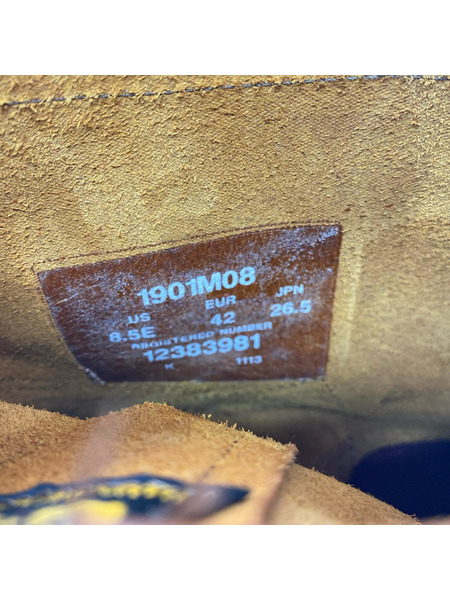 1901M08
US EUR JPN
8.5E 42 26.5
REGISTERED NUMBER
12383981
K 1113